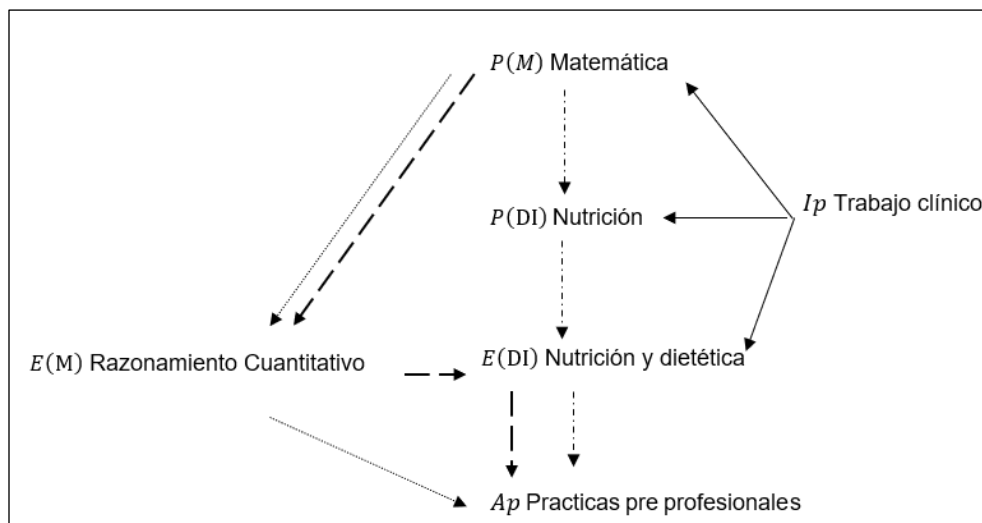 P(M) Matemática
Ip Trabajo clínico
P(DI) Nutrición
E(M) Razonamiento Cuantitativo
E(DI) Nutrición y dietética
Ap Practicas pre profesionales